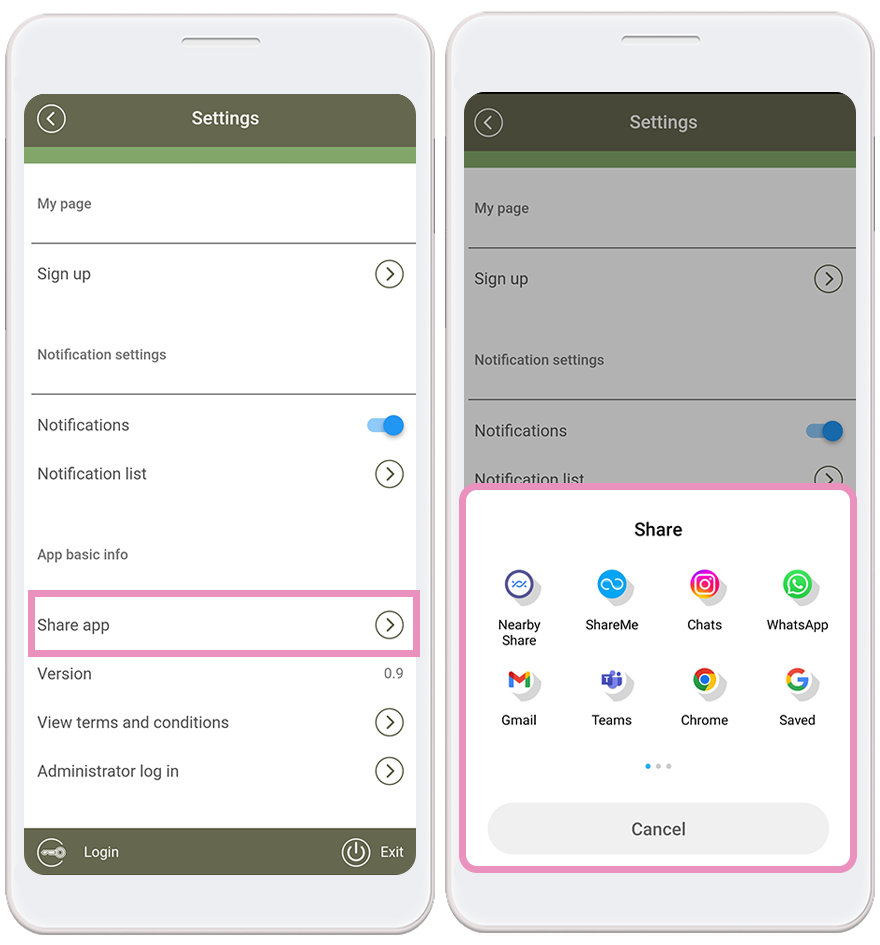 Settings
My page
Sign up
Notification settings
Notifications
Notification list
App basic info
Share app
Version 0.9
View terms and conditions
Administrator log in
Login Exit
Settings
My page
Sign up
Notification settings
Notifications
Notification list
Share
Nearby Share
ShareMe
Chats
WhatsApp
Gmail
Teams
Chrome
Saved
Cancel